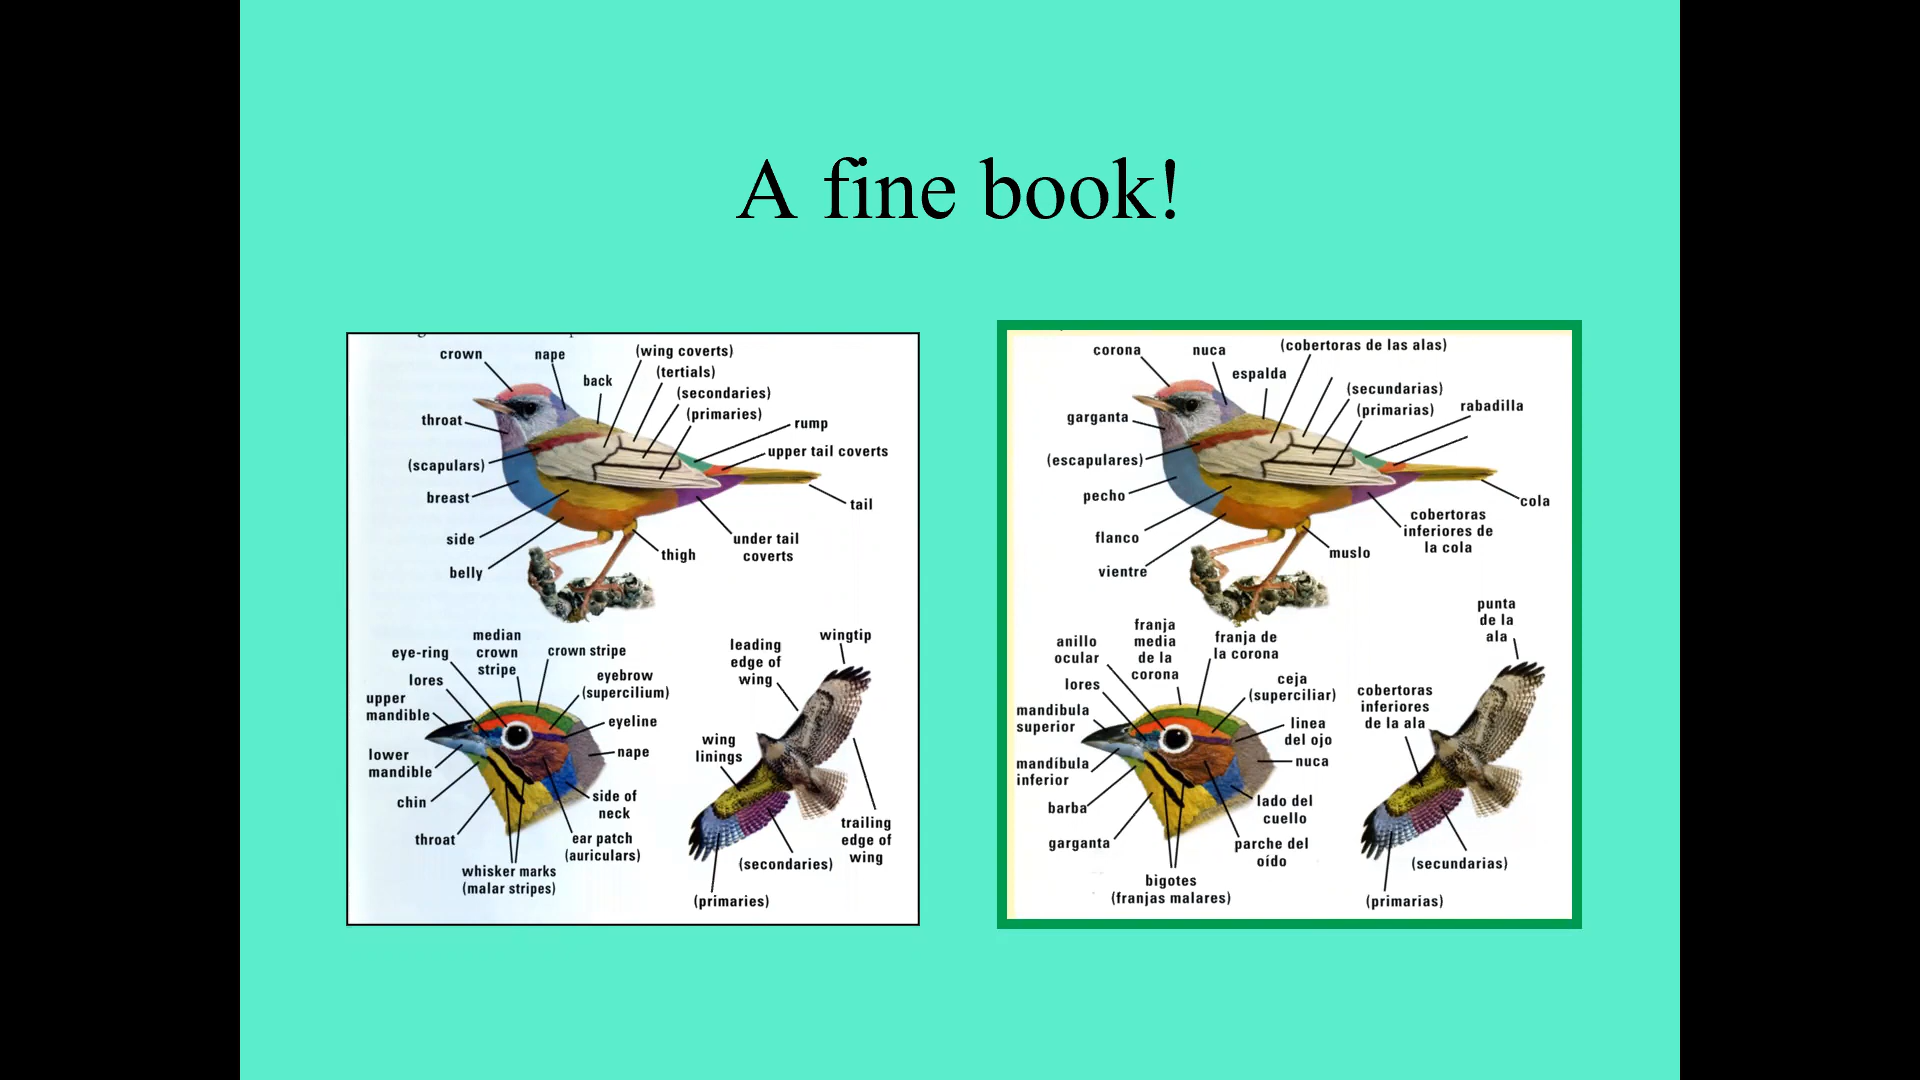 A fine book!
crown
nape
(wing coverts)
(tertials)
back
(secondaries)
(primaries)
throat
rump
upper tail coverts
(scapulars)
breast
tail
side
under tail
coverts
thigh
belly
median
crown
stripe
crown stripe
eye-ring
lores
eyebrow
(supercilium)
upper
mandible
eyeline
nape
lower
mandible
chin
side of
neck
throat
ear patch
(auriculars)
whisker marks
(malar stripes)
leading
edge of
wing
wingtip
wing
linings
trailing
edge of
wing
(secondaries)
(primaries)
corona
nuca
(cobertoras de las alas)
espalda
(secundarias)
(primarias)
rabadilla
garganta
(escapulares)
pecho
cola
flanco
cobertoras
inferiores de
la cola
muslo
vientre
anillo
ocular
franja
media
de la
corona
franja de
la corona
lores
ceja
(superciliar)
mandibula
superior
linea
del ojo
mandíbula
inferior
nuca
barba
lado del
cuello
garganta
parche del
oído
bigotes
(franjas malares)
punta
de la
ala
cobertoras
inferiores
de la ala
(secundarias)
(primarias)